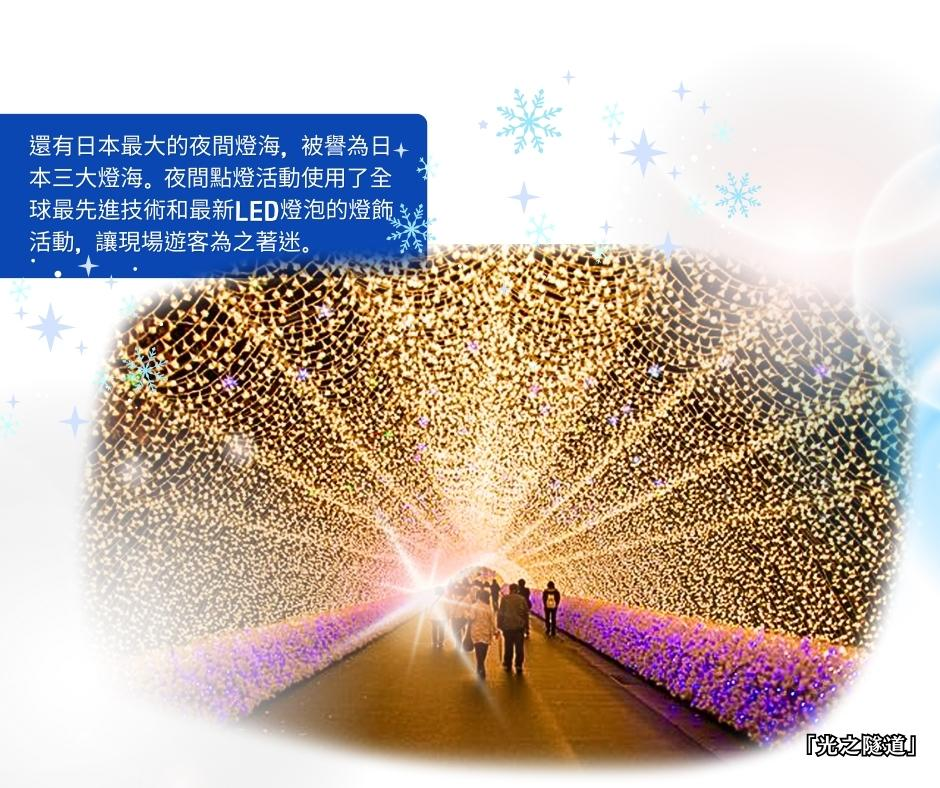 還有日本最大的夜間燈海，被譽為日
本三大燈海。夜間點燈活動使用了全
球最先進技術和最新LED燈泡的燈飾
活動，讓現場遊客為之著迷。
「光之隧道」